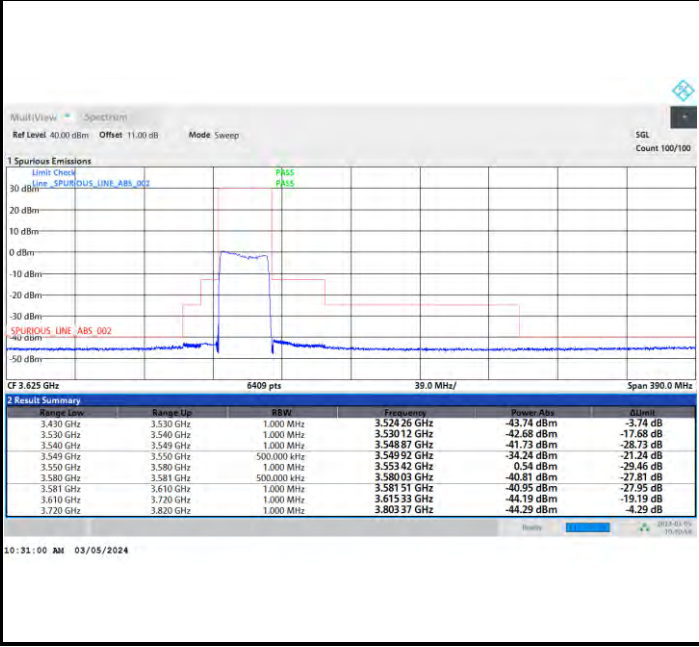 MultiView Spectrum
Ref Level 40.00 dBm Offset 11.00 dB Mode Sweep SGL
Count 100/100
1 Spurious Emissions
Limit Check PASS
Line _SPURIOUS_LINE_ABS_002 PASS
30 dBm
20 dBm
10 dBm
0 dBm
-10 dBm
-20 dBm
-30 dBm
SPURIOUS_LINE_ABS_002
-40 dBm
-50 dBm
CF 3.625 GHz 6409 pts 39.0 MHz/ Span 390.0 MHz
2 Result Summary
Range Low Range Up RBW Frequency Power Abs ΔLimit
3.430 GHz 3.530 GHz 1.000 MHz 3.524 26 GHz -43.74 dBm -3.74 dB
3.530 GHz 3.540 GHz 1.000 MHz 3.530 12 GHz -42.68 dBm -17.68 dB
3.540 GHz 3.549 GHz 1.000 MHz 3.548 87 GHz -41.73 dBm -28.73 dB
3.549 GHz 3.550 GHz 500.000 kHz 3.549 92 GHz -34.24 dBm -21.24 dB
3.550 GHz 3.580 GHz 1.000 MHz 3.553 42 GHz 0.54 dBm -29.46 dB
3.580 GHz 3.581 GHz 500.000 kHz 3.580 03 GHz -40.81 dBm -27.81 dB
3.581 GHz 3.610 GHz 1.000 MHz 3.581 51 GHz -40.95 dBm -27.95 dB
3.610 GHz 3.720 GHz 1.000 MHz 3.615 33 GHz -44.19 dBm -19.19 dB
3.720 GHz 3.820 GHz 1.000 MHz 3.803 37 GHz -44.29 dBm -4.29 dB
Ready
10:31:00 AM 03/05/2024